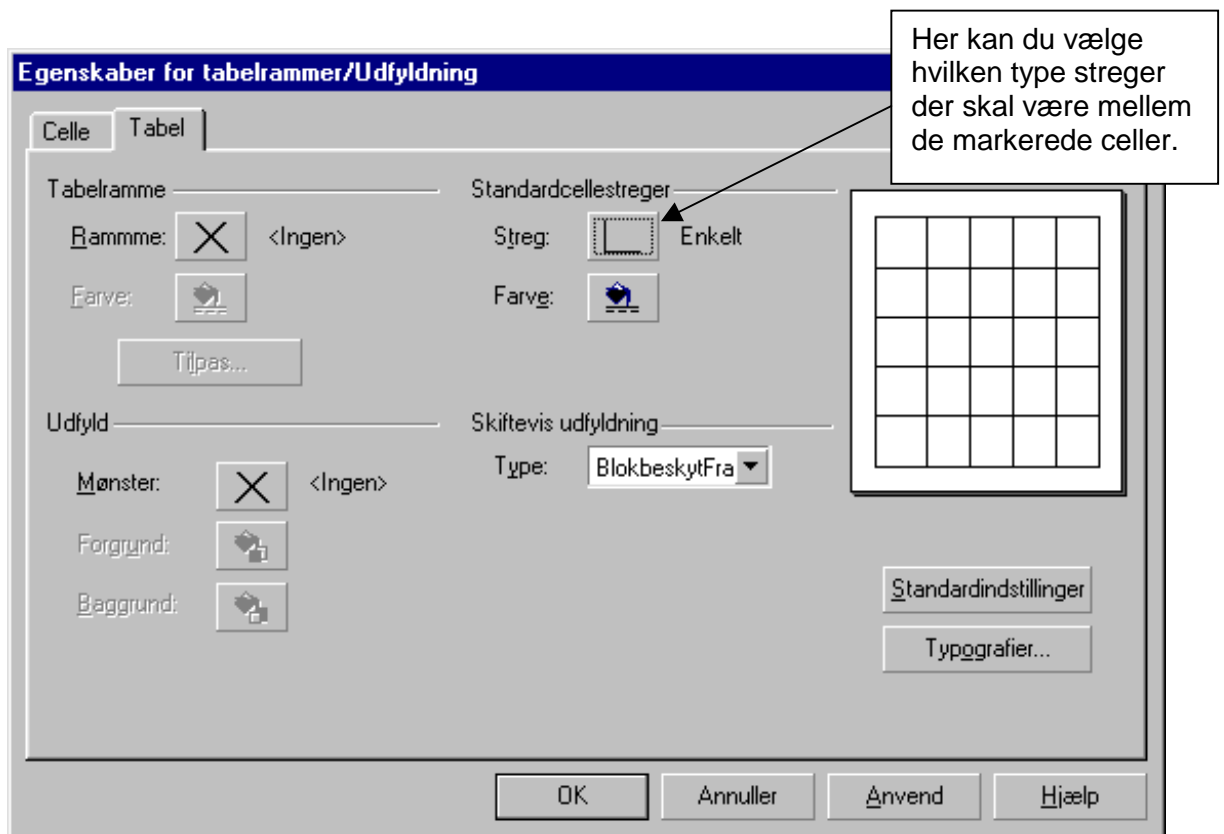 Her kan du vælge
hvilken type streger
der skal være mellem
de markerede celler.
Egenskaber for tabelrammer/Udfyldning
Celle Tabel
Tabelramme
Rammme: <Ingen>
Farve:
Tilpas...
Standardcellestreger
Streg: Enkelt
Farve:
Udfyld
Mønster: <Ingen>
Forgrund:
Baggrund:
Skiftevis udfyldning
Type: BlokbeskytFra
Standardindstillinger
Typografier...
OK Annuller Anvend Hjælp